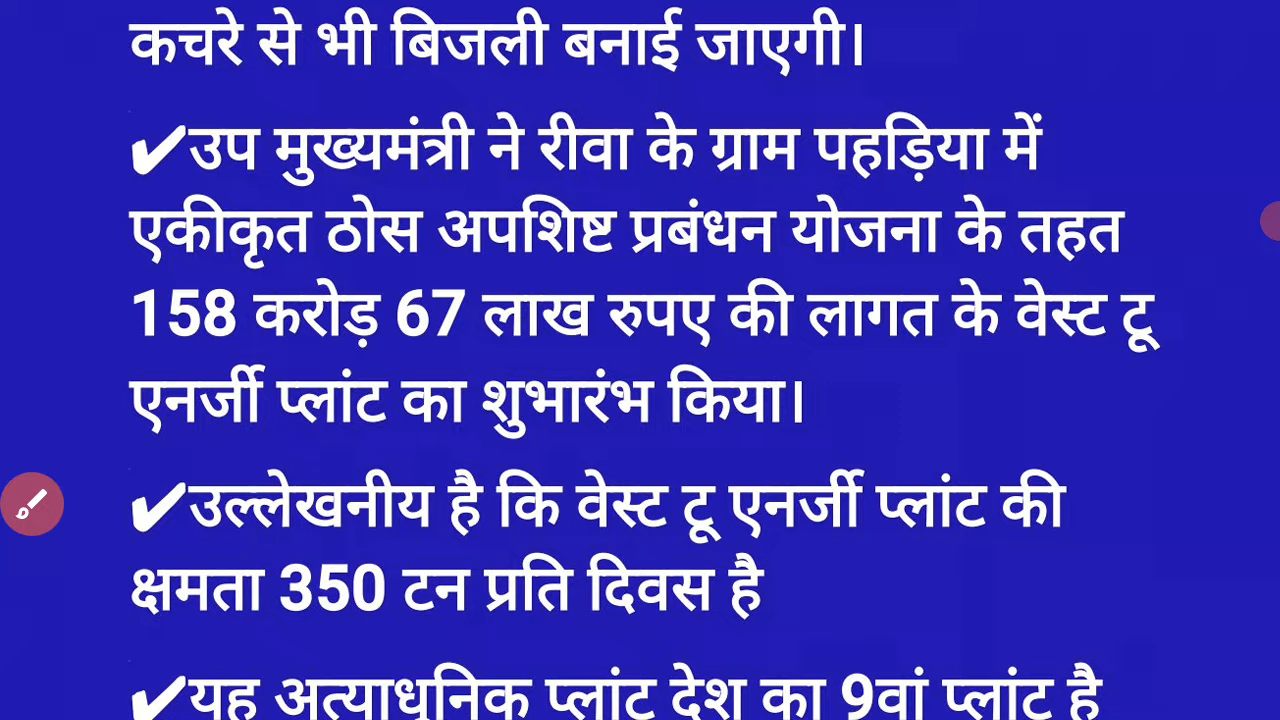 कचरे से भी बिजली बनाई जाएगी।
✔उप मुख्यमंत्री ने रीवा के ग्राम पहड़िया में
एकीकृत ठोस अपशिष्ट प्रबंधन योजना के तहत
158 करोड़ 67 लाख रुपए की लागत के वेस्ट टू
एनर्जी प्लांट का शुभारंभ किया।
✔उल्लेखनीय है कि वेस्ट टू एनर्जी प्लांट की
क्षमता 350 टन प्रति दिवस है
✔यह अत्याधुनिक प्लांट देश का 9वां प्लांट है